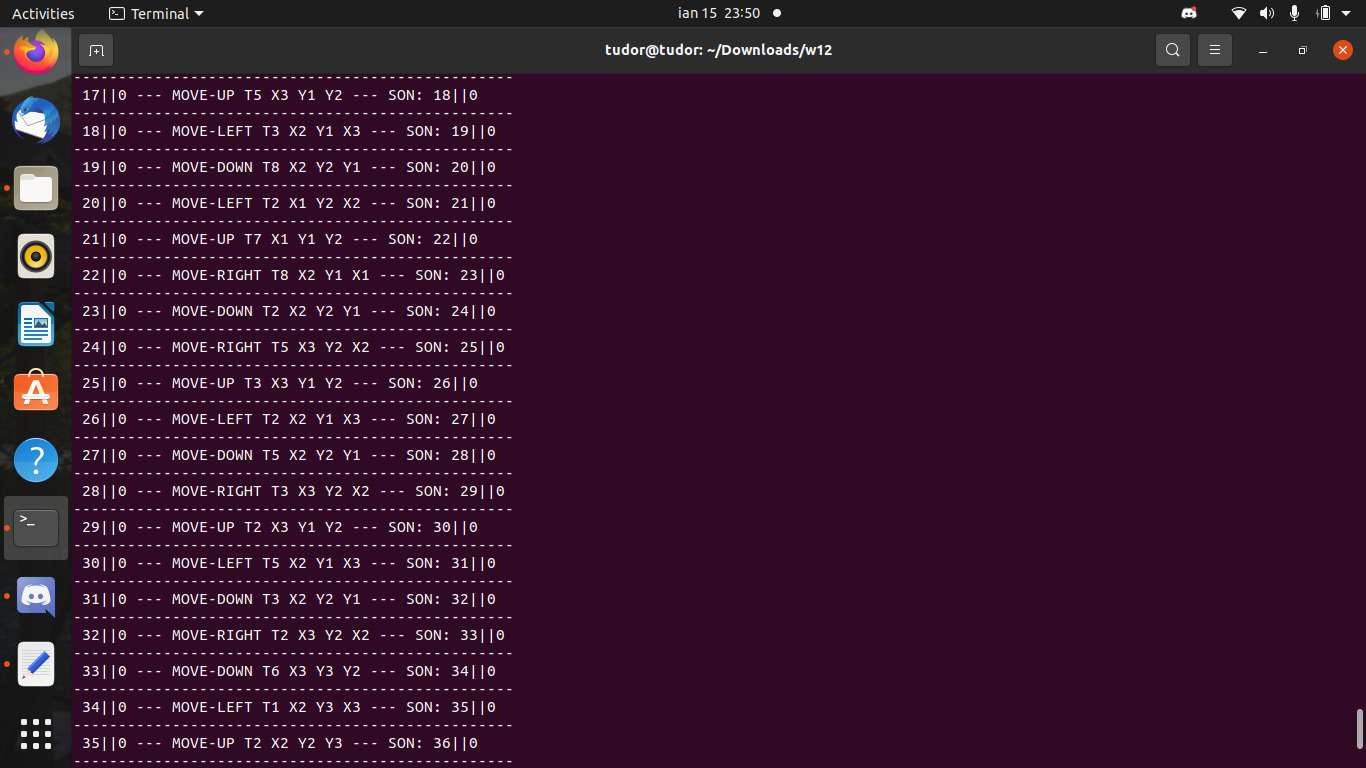 Activities
Terminal
ian 15 23:50
tudor@tudor: ~/Downloads/w12
---------------------------------------------------
17||0 --- MOVE-UP T5 X3 Y1 Y2 --- SON: 18||0
---------------------------------------------------
18||0 --- MOVE-LEFT T3 X2 Y1 X3 --- SON: 19||0
---------------------------------------------------
19||0 --- MOVE-DOWN T8 X2 Y2 Y1 --- SON: 20||0
---------------------------------------------------
20||0 --- MOVE-LEFT T2 X1 Y2 X2 --- SON: 21||0
---------------------------------------------------
21||0 --- MOVE-UP T7 X1 Y1 Y2 --- SON: 22||0
---------------------------------------------------
22||0 --- MOVE-RIGHT T8 X2 Y1 X1 --- SON: 23||0
---------------------------------------------------
23||0 --- MOVE-DOWN T2 X2 Y2 Y1 --- SON: 24||0
---------------------------------------------------
24||0 --- MOVE-RIGHT T5 X3 Y2 X2 --- SON: 25||0
---------------------------------------------------
25||0 --- MOVE-UP T3 X3 Y1 Y2 --- SON: 26||0
---------------------------------------------------
26||0 --- MOVE-LEFT T2 X2 Y1 X3 --- SON: 27||0
---------------------------------------------------
27||0 --- MOVE-DOWN T5 X2 Y2 Y1 --- SON: 28||0
---------------------------------------------------
28||0 --- MOVE-RIGHT T3 X3 Y2 X2 --- SON: 29||0
---------------------------------------------------
29||0 --- MOVE-UP T2 X3 Y1 Y2 --- SON: 30||0
---------------------------------------------------
30||0 --- MOVE-LEFT T5 X2 Y1 X3 --- SON: 31||0
---------------------------------------------------
31||0 --- MOVE-DOWN T3 X2 Y2 Y1 --- SON: 32||0
---------------------------------------------------
32||0 --- MOVE-RIGHT T2 X3 Y2 X2 --- SON: 33||0
---------------------------------------------------
33||0 --- MOVE-DOWN T6 X3 Y3 Y2 --- SON: 34||0
---------------------------------------------------
34||0 --- MOVE-LEFT T1 X2 Y3 X3 --- SON: 35||0
---------------------------------------------------
35||0 --- MOVE-UP T2 X2 Y2 Y3 --- SON: 36||0
---------------------------------------------------